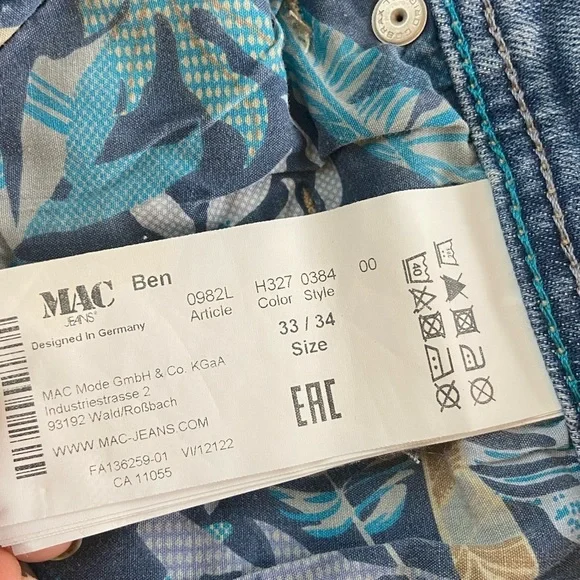 MAC
JEANS®
Ben
0982L H327 0384 00
Article Color Style
Designed In Germany
33 / 34
Size
MAC Mode GmbH & Co. KGaA
Industriestrasse 2
93192 Wald/Roßbach
WWW.MAC-JEANS.COM
FA136259-01 VI/12122
CA 11055
EAC
40